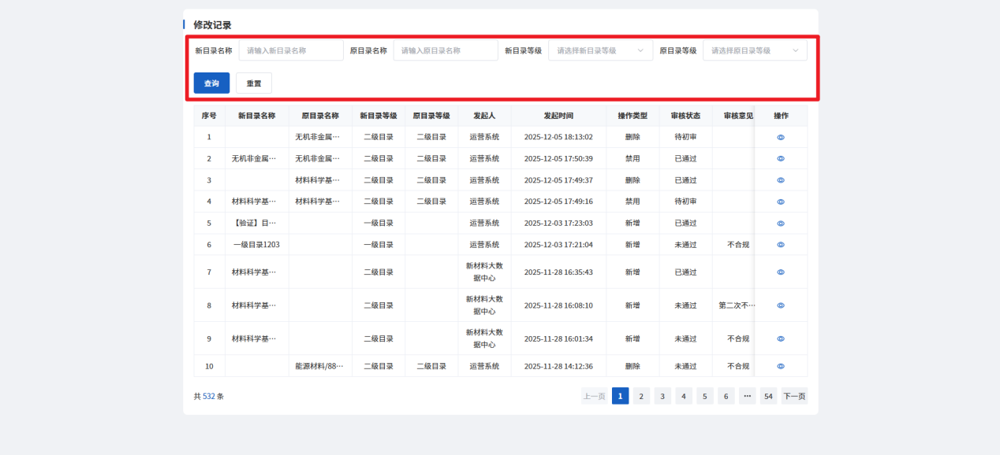 修改记录
新目录名称 请输入新目录名称 原目录名称 请输入原目录名称 新目录等级 请选择新目录等级 原目录等级 请选择原目录等级
查询 重置
序号 新目录名称 原目录名称 新目录等级 原目录等级 发起人 发起时间 操作类型 审核状态 审核意见 操作
1 无机非金属··· 二级目录 二级目录 运营系统 2025-12-05 18:13:02 删除 待初审
2 无机非金属··· 无机非金属··· 二级目录 二级目录 运营系统 2025-12-05 17:50:39 禁用 已通过
3 材料科学基··· 二级目录 二级目录 运营系统 2025-12-05 17:49:37 删除 已通过
4 材料科学基··· 材料科学基··· 二级目录 二级目录 运营系统 2025-12-05 17:49:16 禁用 待初审
5 【验证】目··· 一级目录 运营系统 2025-12-03 17:23:03 新增 已通过
6 一级目录1203 一级目录 运营系统 2025-12-03 17:21:04 新增 未通过 不合规
7 材料科学基··· 二级目录 新材料大数据中心 2025-11-28 16:35:43 新增 已通过
8 材料科学基··· 二级目录 新材料大数据中心 2025-11-28 16:08:10 新增 未通过 第二次不···
9 材料科学基··· 二级目录 新材料大数据中心 2025-11-28 16:01:34 新增 未通过 不合规
10 能源材料/88··· 二级目录 二级目录 运营系统 2025-11-28 14:12:36 删除 未通过 不合规
共 532 条 上一页 1 2 3 4 5 6 ··· 54 下一页